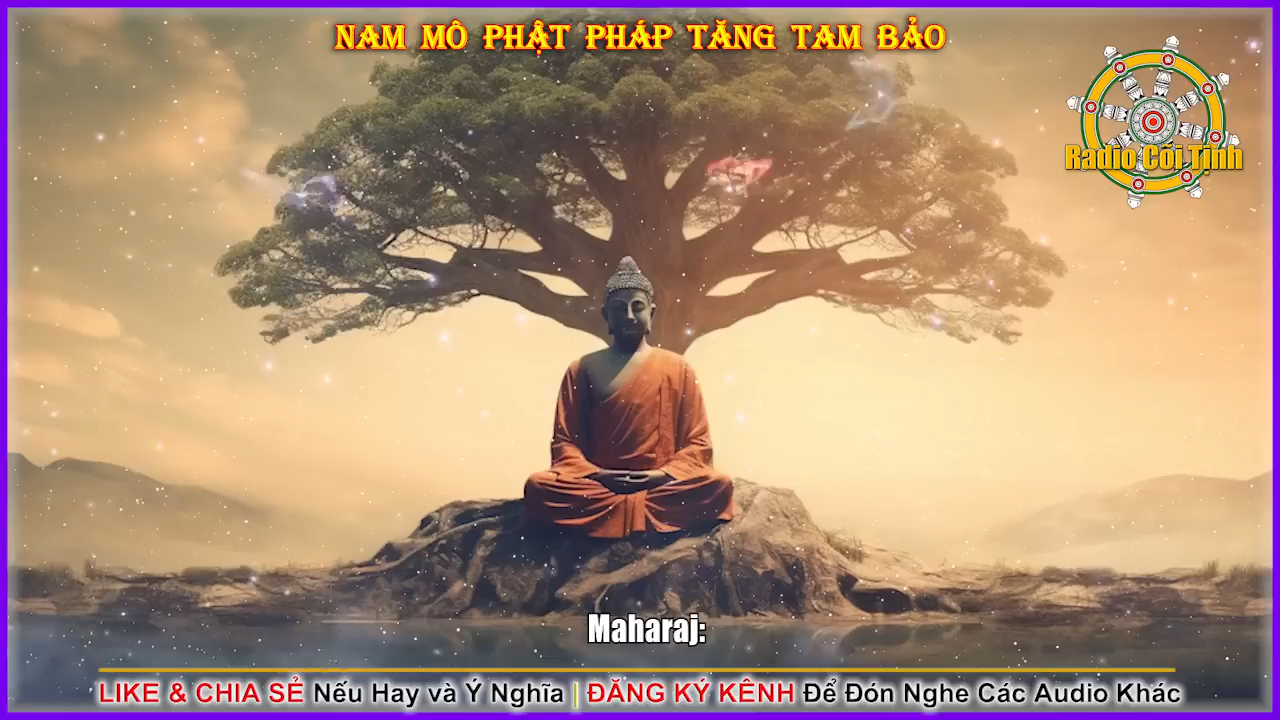 NAM MÔ PHẬT PHÁP TĂNG TAM BẢO
Radio Cõi Tịnh
Maharaj:
LIKE & CHIA SẺ Nếu Hay và Ý Nghĩa | ĐĂNG KÝ KÊNH Để Đón Nghe Các Audio Khác